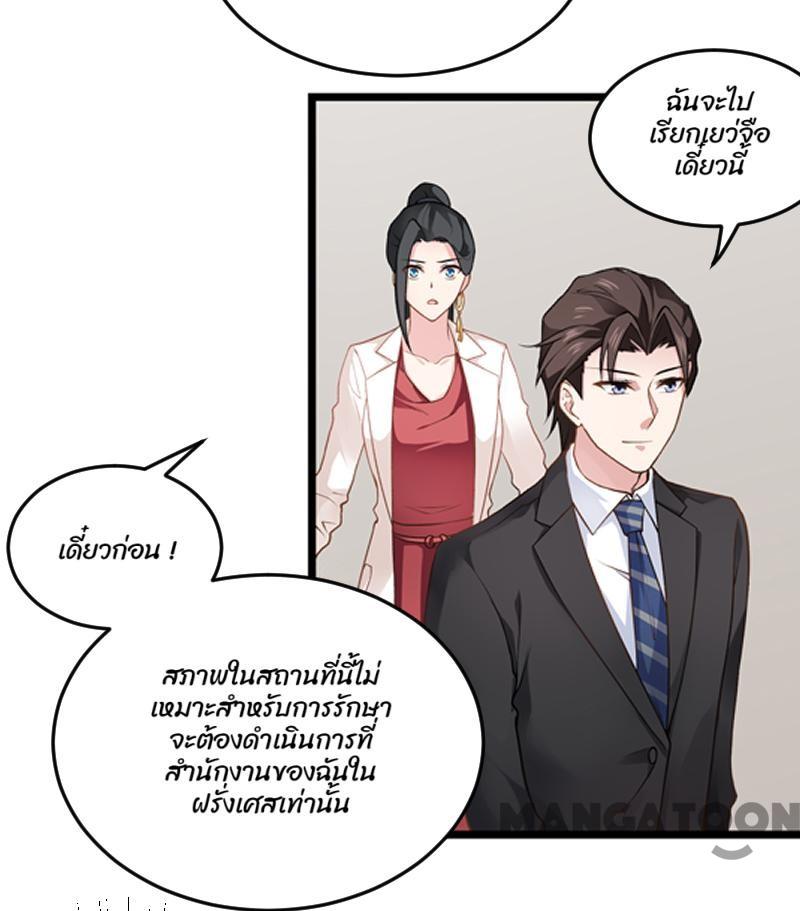 ฉันจะไป
เรียกเยว่จือ
เดี๋ยวนี้
เดี๋ยวก่อน !
สภาพในสถานที่นี้ไม่
เหมาะสำหรับการรักษา
จะต้องดำเนินการที่
สำนักงานของฉันใน
ฝรั่งเศสเท่านั้น
MANGATOON